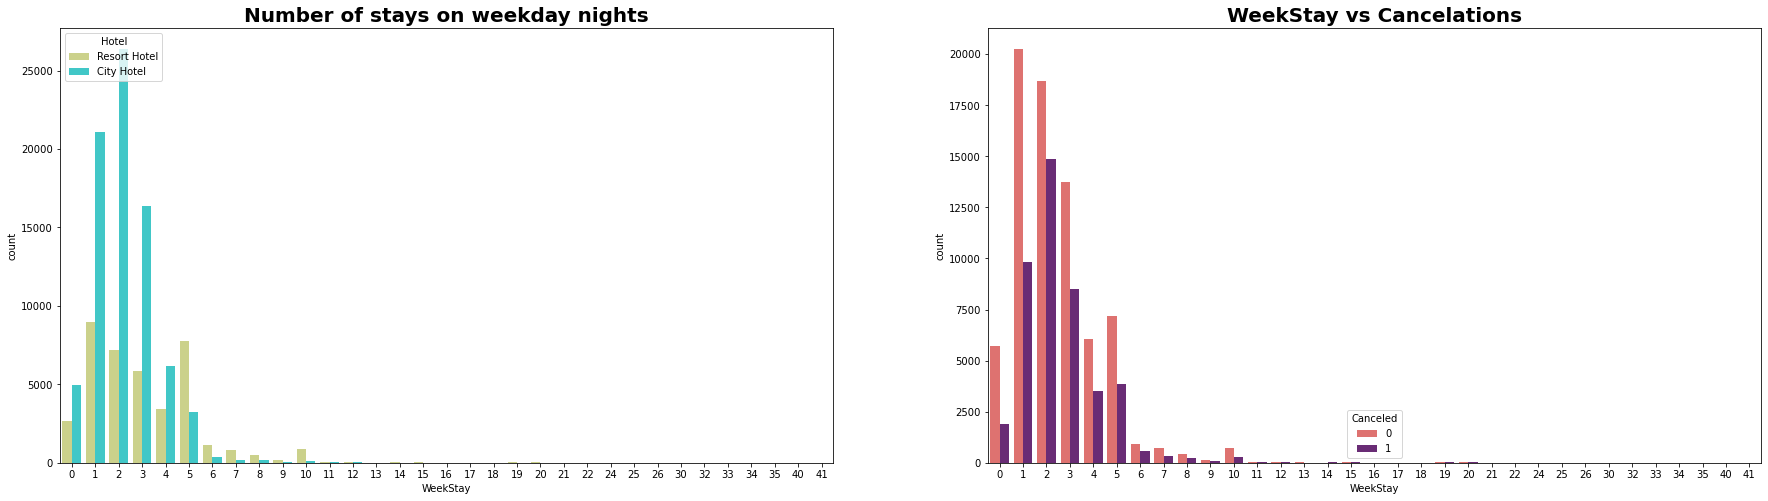 Number of stays on weekday nights
Hotel
Resort Hotel
City Hotel
25000
20000
15000
10000
5000
0
count
0 1 2 3 4 5 6 7 8 9 10 11 12 13 14 15 16 17 18 19 20 21 22 24 25 26 30 32 33 34 35 40 41
WeekStay
WeekStay vs Cancelations
20000
17500
15000
12500
10000
7500
5000
2500
0
count
Canceled
0
1
0 1 2 3 4 5 6 7 8 9 10 11 12 13 14 15 16 17 18 19 20 21 22 24 25 26 30 32 33 34 35 40 41
WeekStay